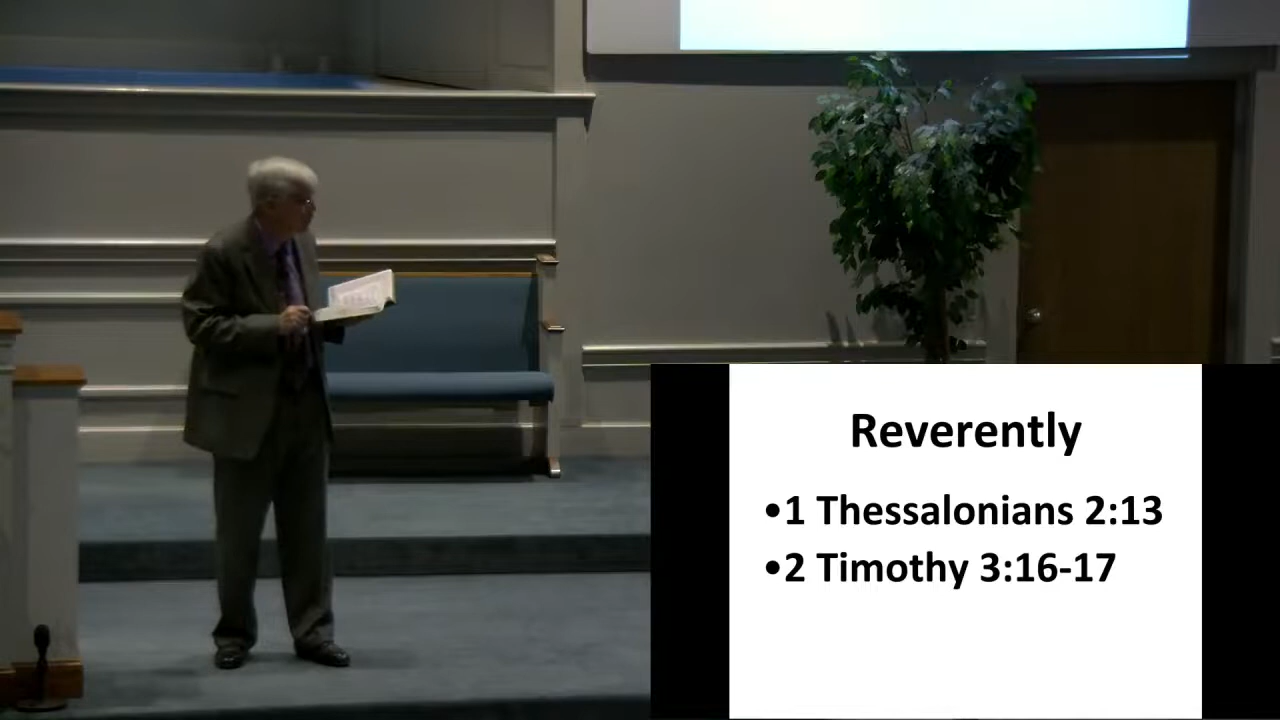 Reverently
•1 Thessalonians 2:13
•2 Timothy 3:16-17